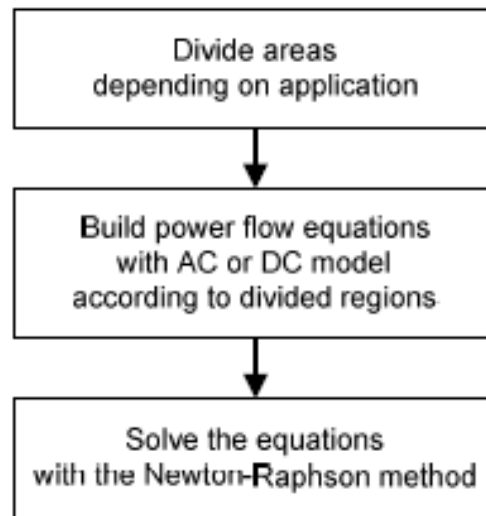 Divide areas
depending on application
Build power flow equations
with AC or DC model
according to divided regions
Solve the equations
with the Newton-Raphson method